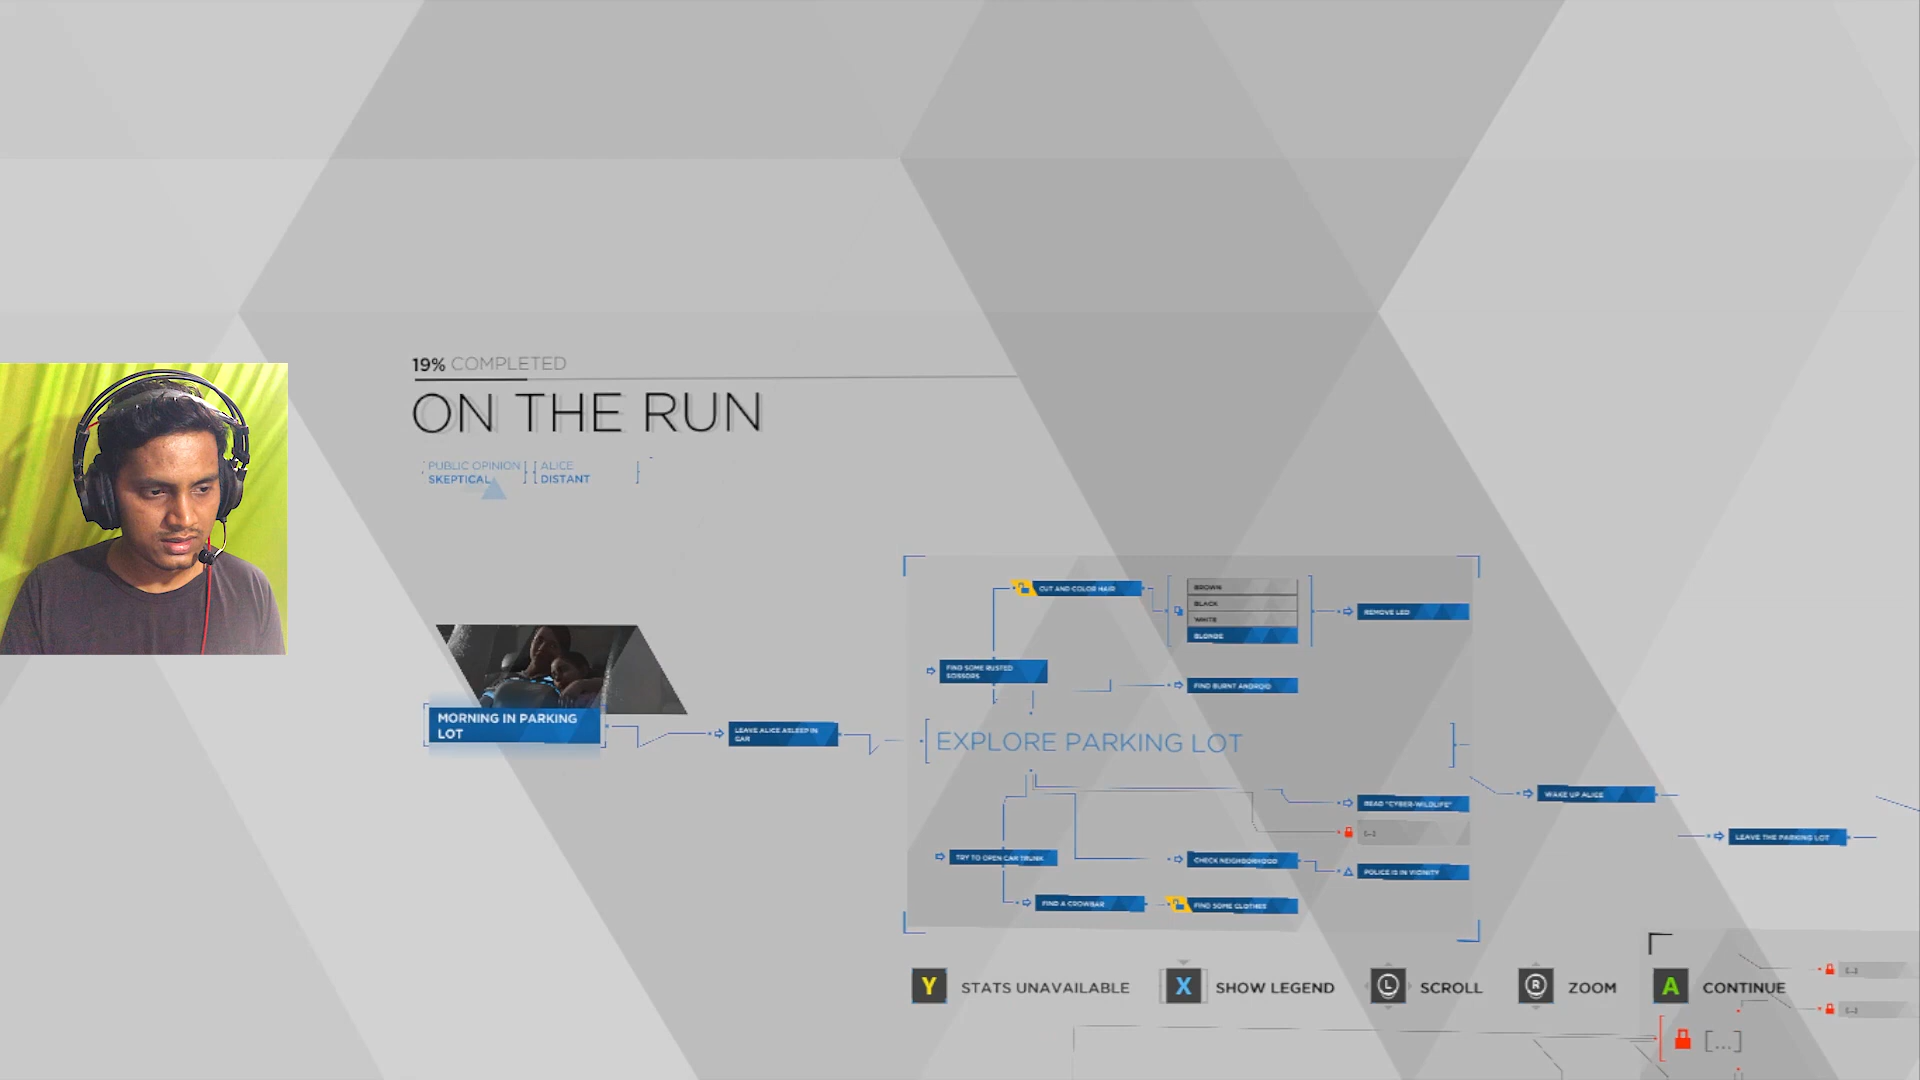 19% COMPLETED
ON THE RUN
PUBLIC OPINION
SKEPTICAL
ALICE
DISTANT
CUT AND COLOR HAIR
BROWN
BLACK
WHITE
BLONDE
REMOVE LED
FIND SOME RUSTED
SCISSORS
FIND BURNT ANDROID
MORNING IN PARKING
LOT
LEAVE ALICE ASLEEP IN
CAR
EXPLORE PARKING LOT
WAKE UP ALICE
READ "CYBER-WILDLIFE"
[...]
LEAVE THE PARKING LOT
TRY TO OPEN CAR TRUNK
CHECK NEIGHBORHOOD
POLICE IS IN VICINITY
FIND A CROWBAR
FIND SOME CLOTHES
[...]
Y STATS UNAVAILABLE
X SHOW LEGEND
L SCROLL
R ZOOM
A CONTINUE
[...]
[...]